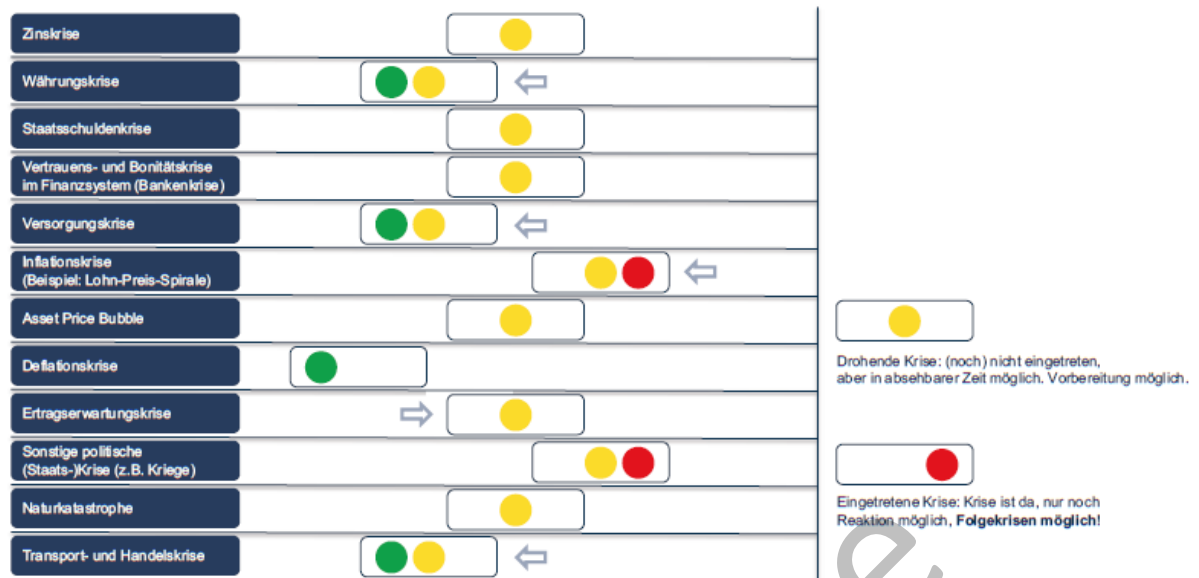 Zinskrise
Währungskrise
Staatsschuldenkrise
Vertrauens- und Bonitätskrise
im Finanzsystem (Bankenkrise)
Versorgungskrise
Inflationskrise
(Beispiel: Lohn-Preis-Spirale)
Asset Price Bubble
Deflationskrise
Ertragserwartungskrise
Sonstige politische
(Staats-)Krise (z.B. Kriege)
Naturkatastrophe
Transport- und Handelskrise
Drohende Krise: (noch) nicht eingetreten,
aber in absehbarer Zeit möglich. Vorbereitung möglich.
Eingetretene Krise: Krise ist da, nur noch
Reaktion möglich, Folgekrisen möglich!